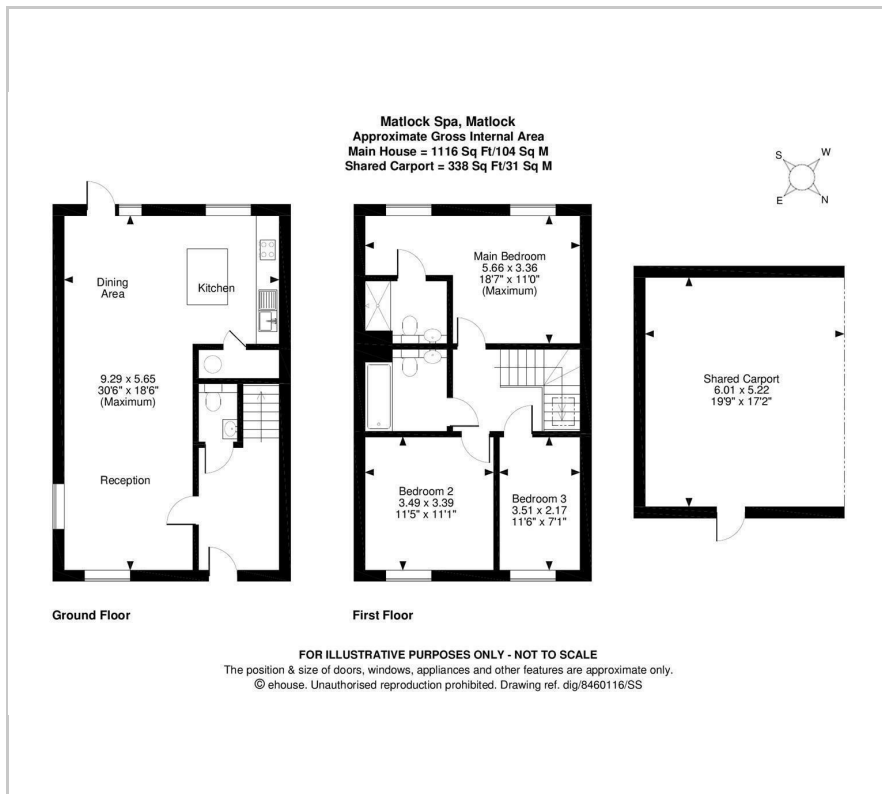 Matlock Spa, Matlock
Approximate Gross Internal Area
Main House = 1116 Sq Ft/104 Sq M
Shared Carport = 338 Sq Ft/31 Sq M
S
W
E
N
Dining
Area
Kitchen
9.29 x 5.65
30'6" x 18'6"
(Maximum)
Reception
Ground Floor
Main Bedroom
5.66 x 3.36
18'7" x 11'0"
(Maximum)
Bedroom 2
3.49 x 3.39
11'5" x 11'1"
Bedroom 3
3.51 x 2.17
11'6" x 7'1"
First Floor
Shared Carport
6.01 x 5.22
19'9" x 17'2"
FOR ILLUSTRATIVE PURPOSES ONLY - NOT TO SCALE
The position & size of doors, windows, appliances and other features are approximate only.
© ehouse. Unauthorised reproduction prohibited. Drawing ref. dig/8460116/SS